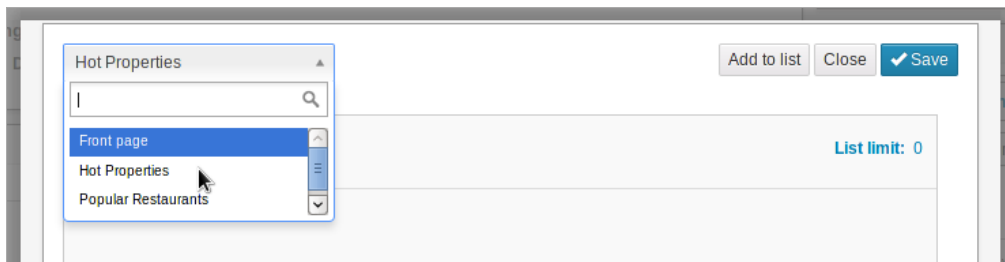 Hot Properties
Add to list
Close
Save
Front page
Hot Properties
Popular Restaurants
List limit: 0